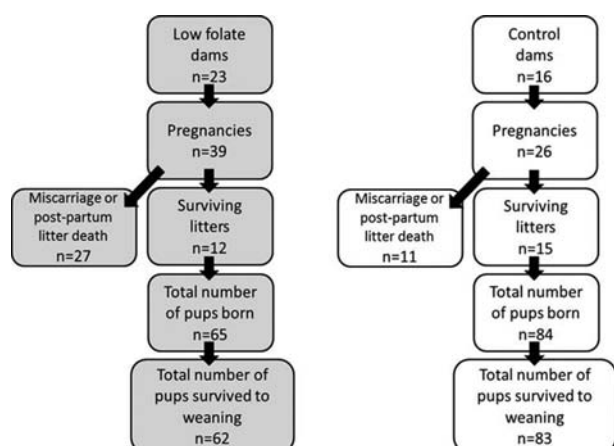 Low folate
dams
n=23
Pregnancies
n=39
Miscarriage or
post-partum
litter death
n=27
Surviving
litters
n=12
Total number
of pups born
n=65
Total number of
pups survived to
weaning
n=62
Control
dams
n=16
Pregnancies
n=26
Miscarriage or
post-partum
litter death
n=11
Surviving
litters
n=15
Total number
of pups born
n=84
Total number of
pups survived to
weaning
n=83